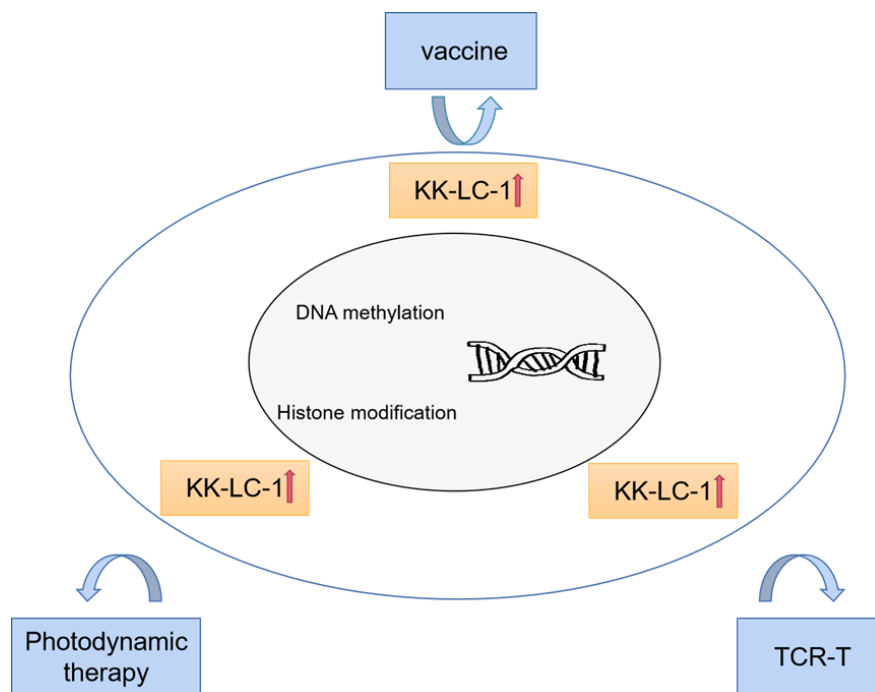 vaccine
KK-LC-1
DNA methylation
Histone modification
KK-LC-1
KK-LC-1
Photodynamic
therapy
TCR-T